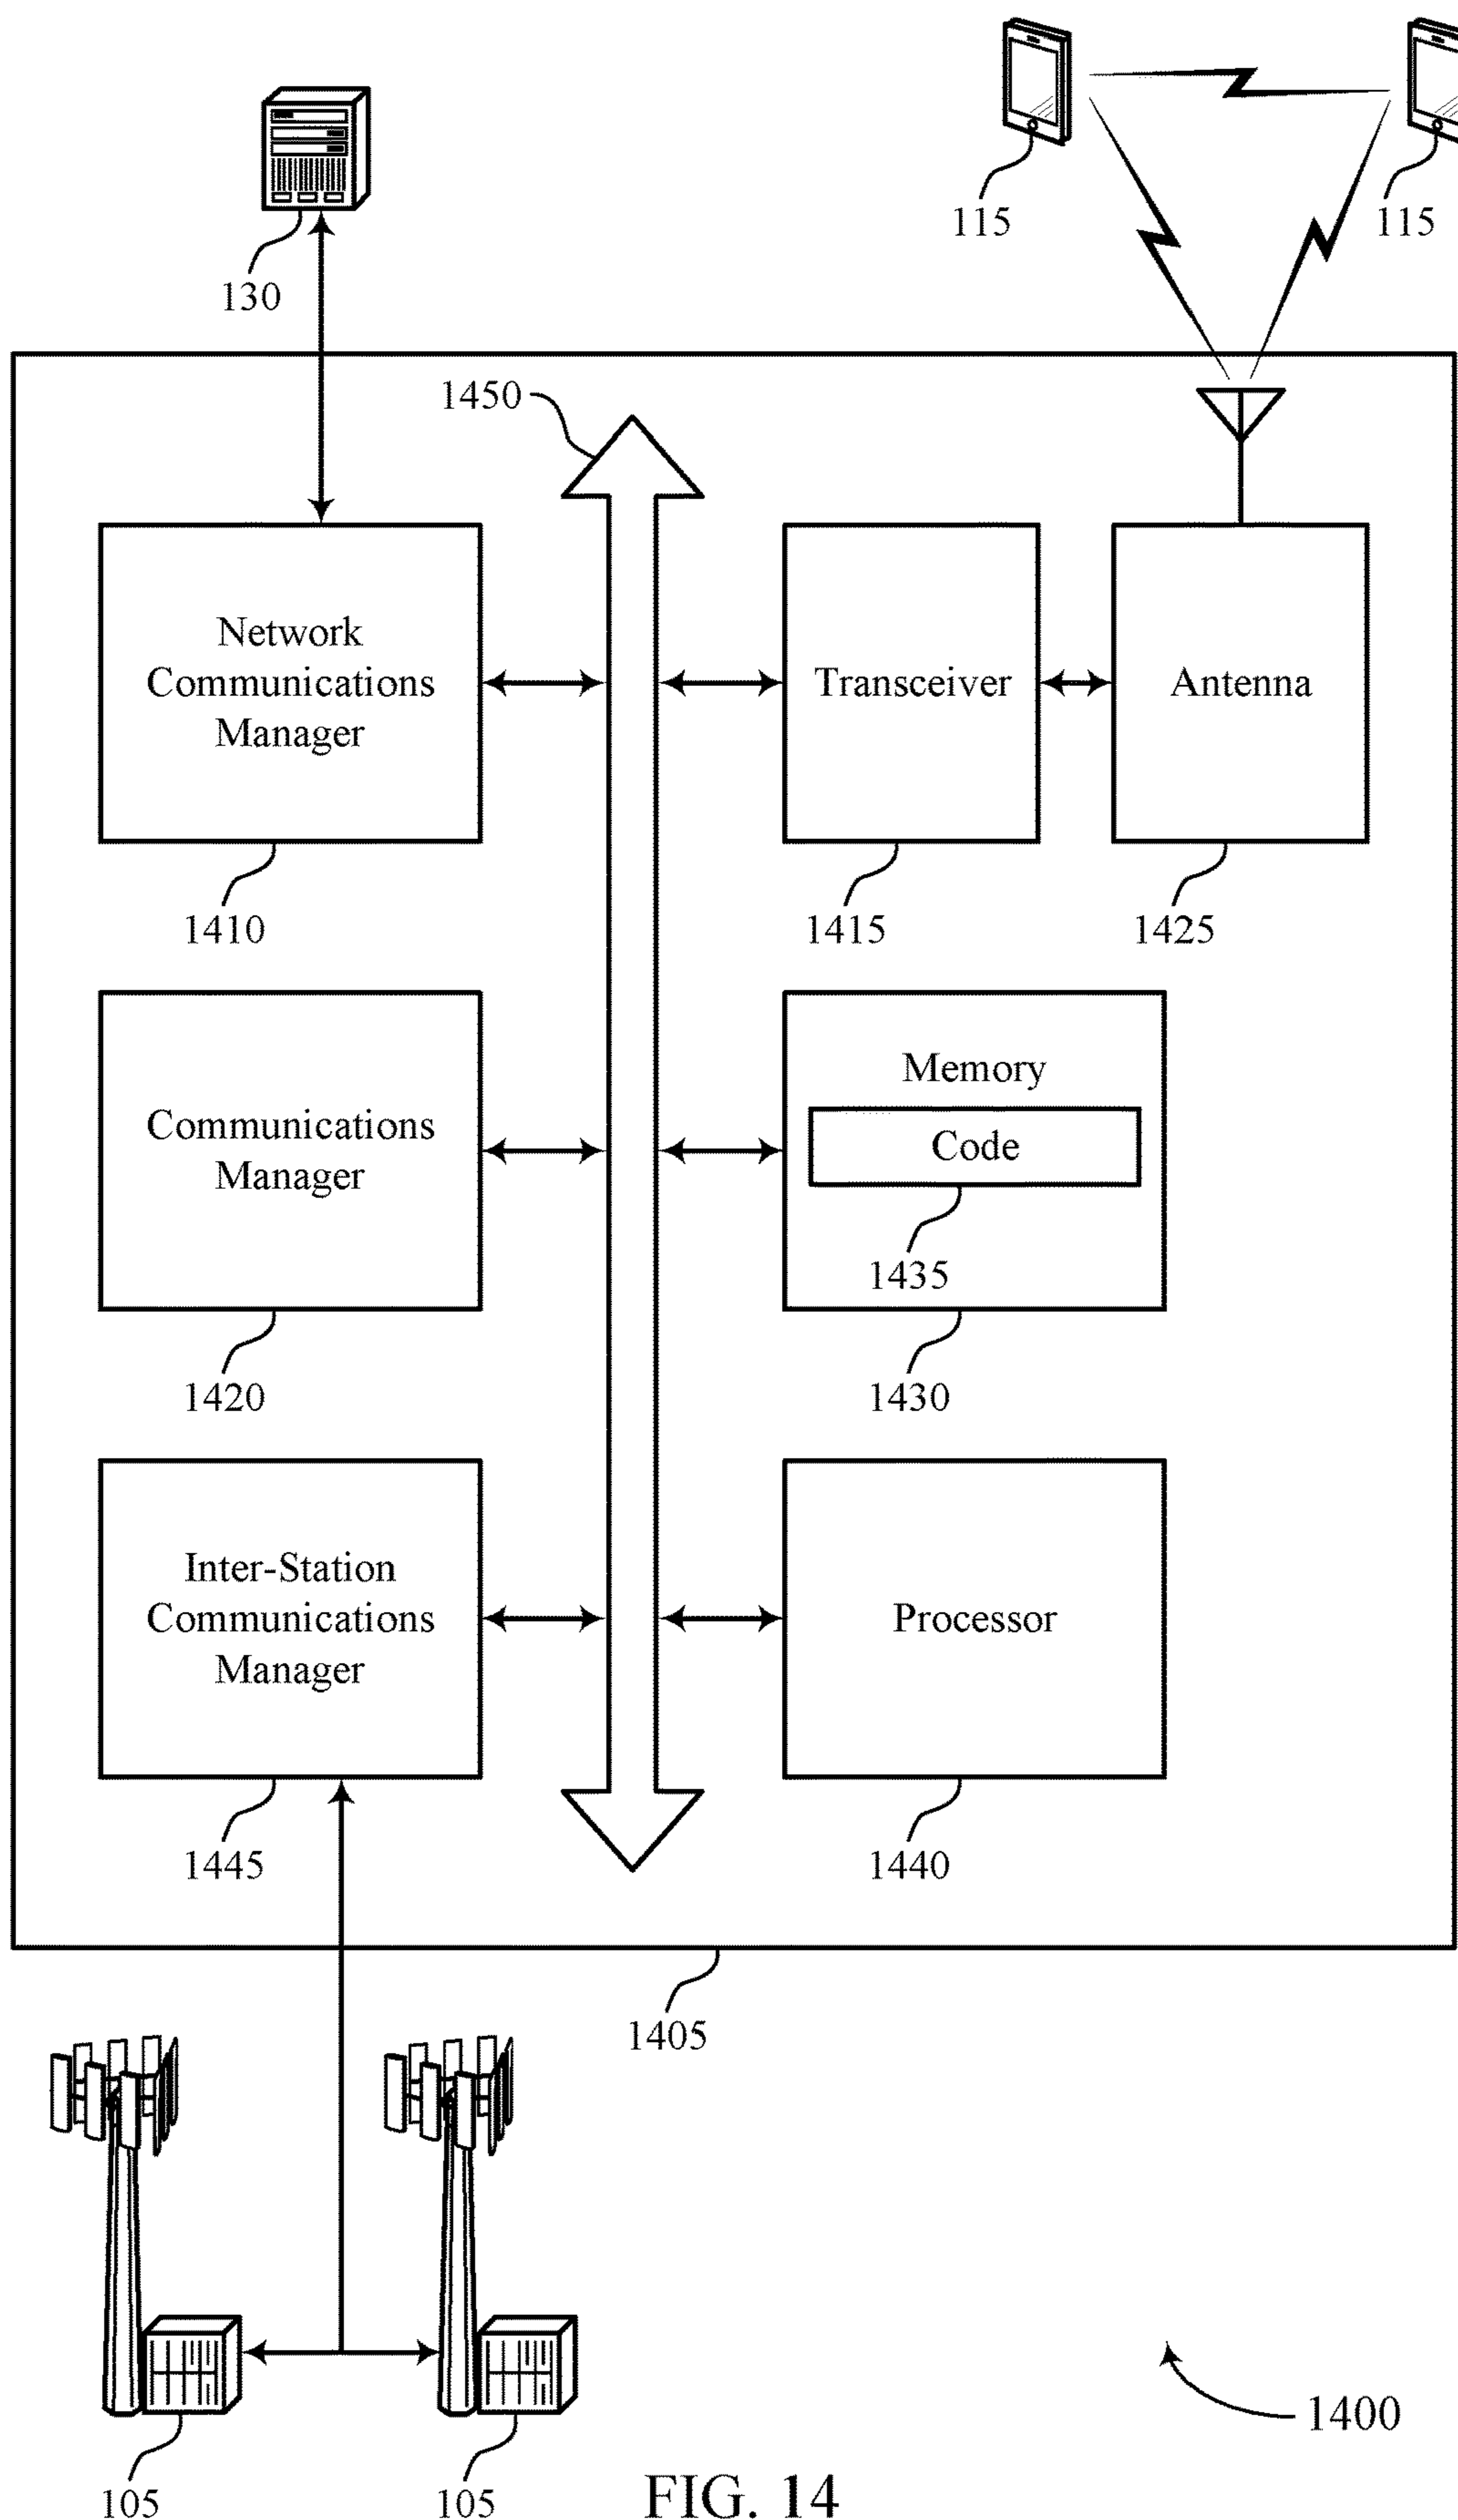 115
115
130
1450
Network
Communications
Manager
Transceiver
Antenna
1410
1415
1425
Communications
Manager
Memory
Code
1435
1420
1430
Inter-Station
Communications
Manager
Processor
1445
1440
1405
1400
105
105
FIG. 14